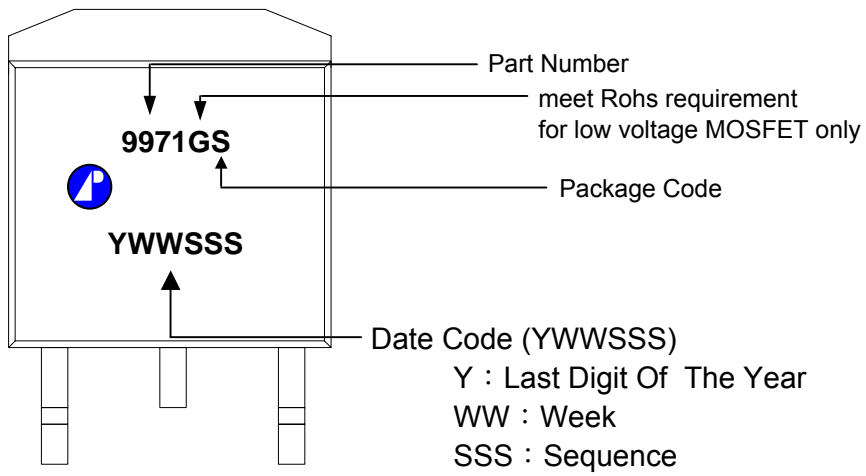 Part Number
meet Rohs requirement
for low voltage MOSFET only
9971GS
Package Code
YWWSSS
Date Code (YWWSSS)
Y：Last Digit Of The Year
WW：Week
SSS：Sequence